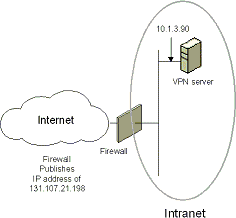 10.1.3.90
VPN server
Internet
Firewall
Firewall
Publishes
IP address of
131.107.21.198
Intranet